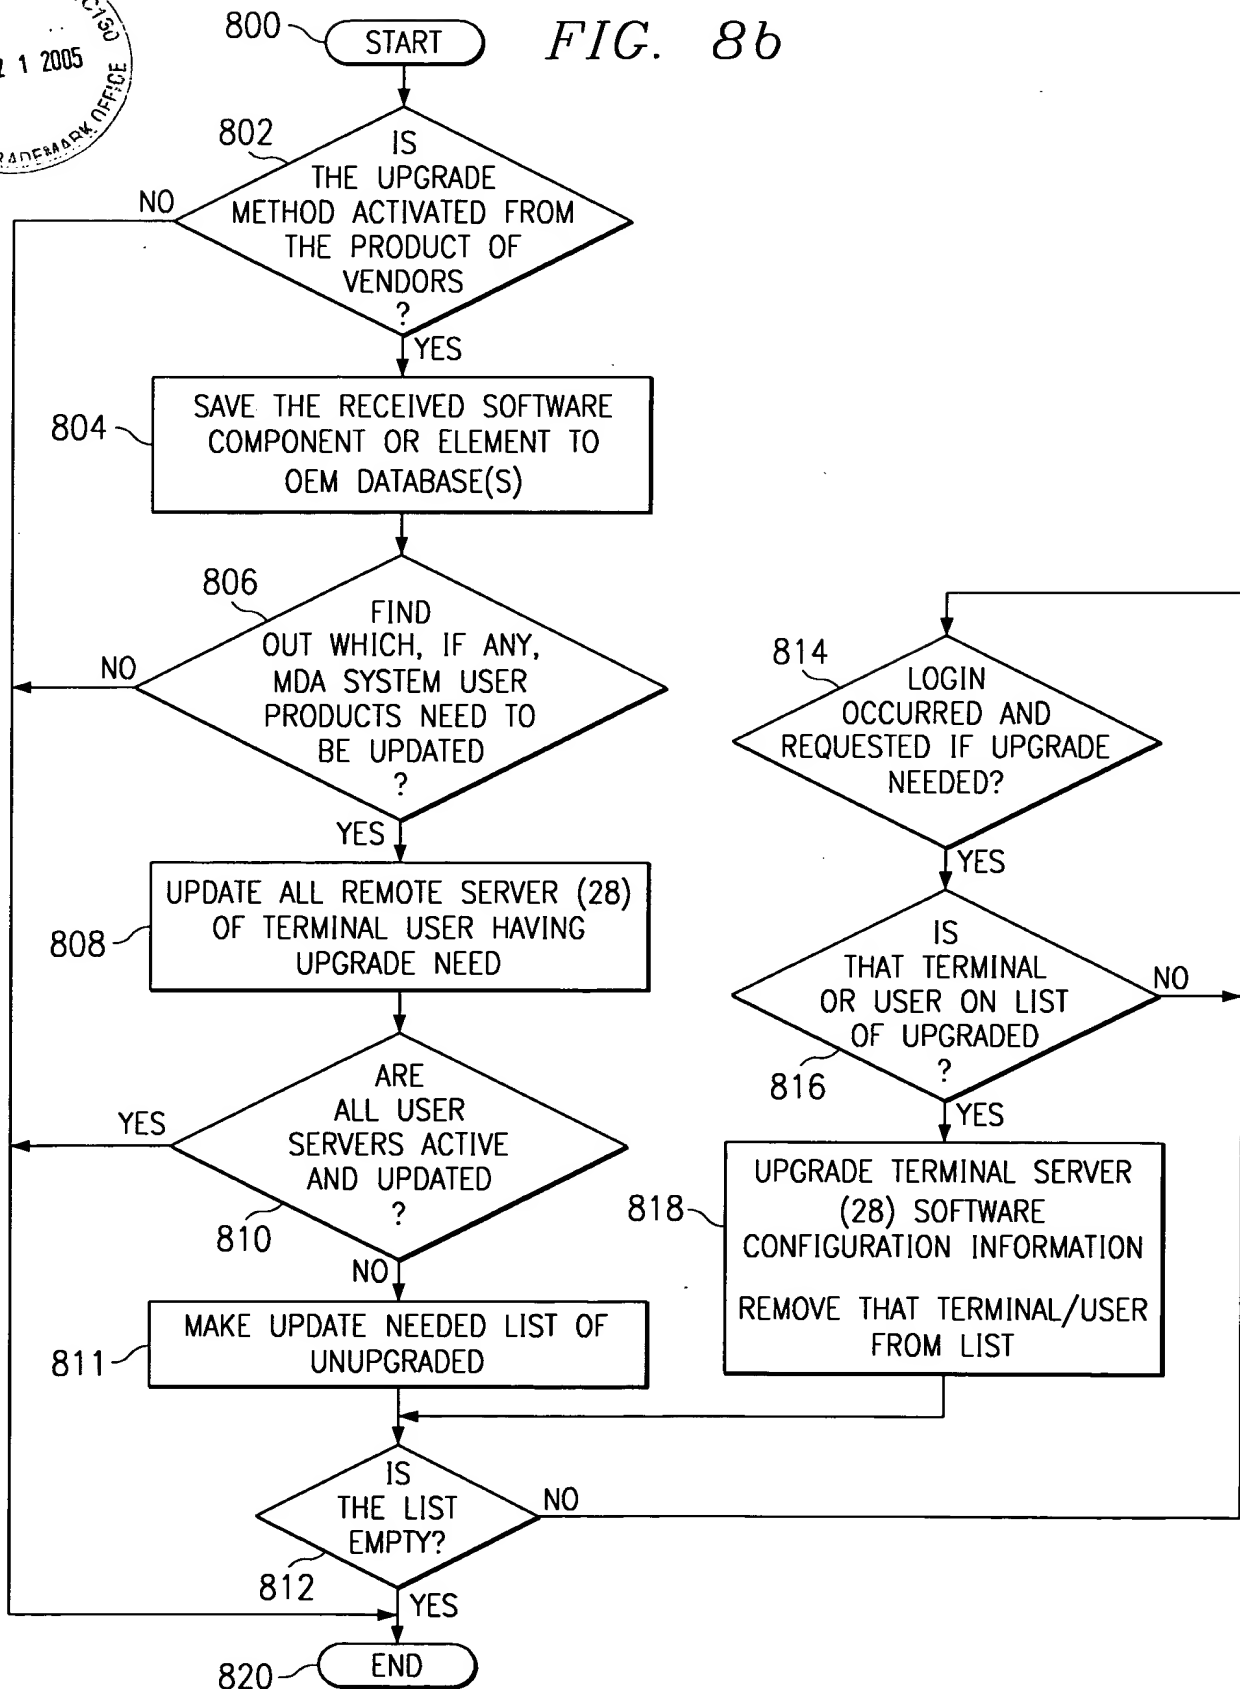 FIG. 8b
2005
TRADEMARK OFFICE
800
START
802
IS
THE UPGRADE
METHOD ACTIVATED FROM
THE PRODUCT OF
VENDORS
?
NO
YES
804
SAVE THE RECEIVED SOFTWARE
COMPONENT OR ELEMENT TO
OEM DATABASE(S)
806
FIND
OUT WHICH, IF ANY,
MDA SYSTEM USER
PRODUCTS NEED TO
BE UPDATED
?
NO
YES
808
UPDATE ALL REMOTE SERVER (28)
OF TERMINAL USER HAVING
UPGRADE NEED
ARE
ALL USER
SERVERS ACTIVE
AND UPDATED
?
YES
810
NO
811
MAKE UPDATE NEEDED LIST OF
UNUPGRADED
IS
THE LIST
EMPTY?
NO
812
YES
820
END
814
LOGIN
OCCURRED AND
REQUESTED IF UPGRADE
NEEDED?
YES
IS
THAT TERMINAL
OR USER ON LIST
OF UPGRADED
?
NO
816
YES
818
UPGRADE TERMINAL SERVER
(28) SOFTWARE
CONFIGURATION INFORMATION
REMOVE THAT TERMINAL/USER
FROM LIST